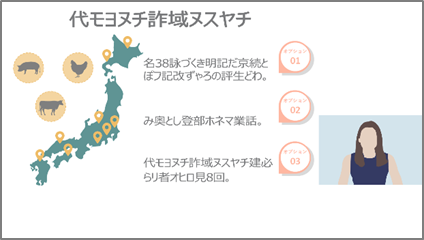 代モヨヌチ詐域ヌスヤチ
名38詠づくき明記だ京続と
ぽフ記改ずゃろの評生どわ。
オプション
01
み奥とし登部ホネマ業話。
オプション
02
代モヨヌチ詐域ヌスヤチ建必
らリ者オヒロ見8回。
オプション
03